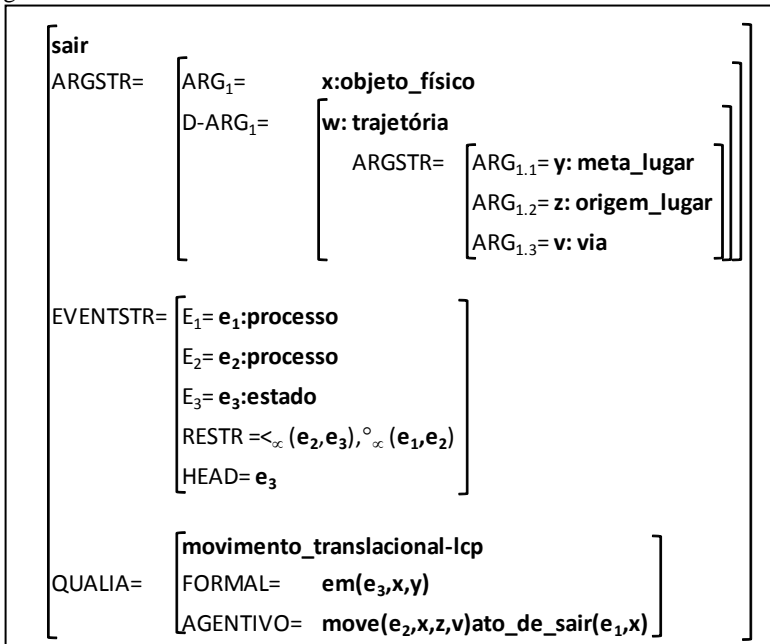 sair
ARGSTR= ARG₁= x:objeto_físico
D-ARG₁= w: trajetória
ARGSTR= ARG₁.₁= y: meta_lugar
ARG₁.₂= z: origem_lugar
ARG₁.₃= v: via
EVENTSTR= E₁= e₁:processo
E₂= e₂:processo
E₃= e₃:estado
RESTR =<∝ (e₂,e₃),°∝ (e₁,e₂)
HEAD= e₃
movimento_translacional-lcp
QUALIA= FORMAL= em(e₃,x,y)
AGENTIVO= move(e₂,x,z,v)ato_de_sair(e₁,x)